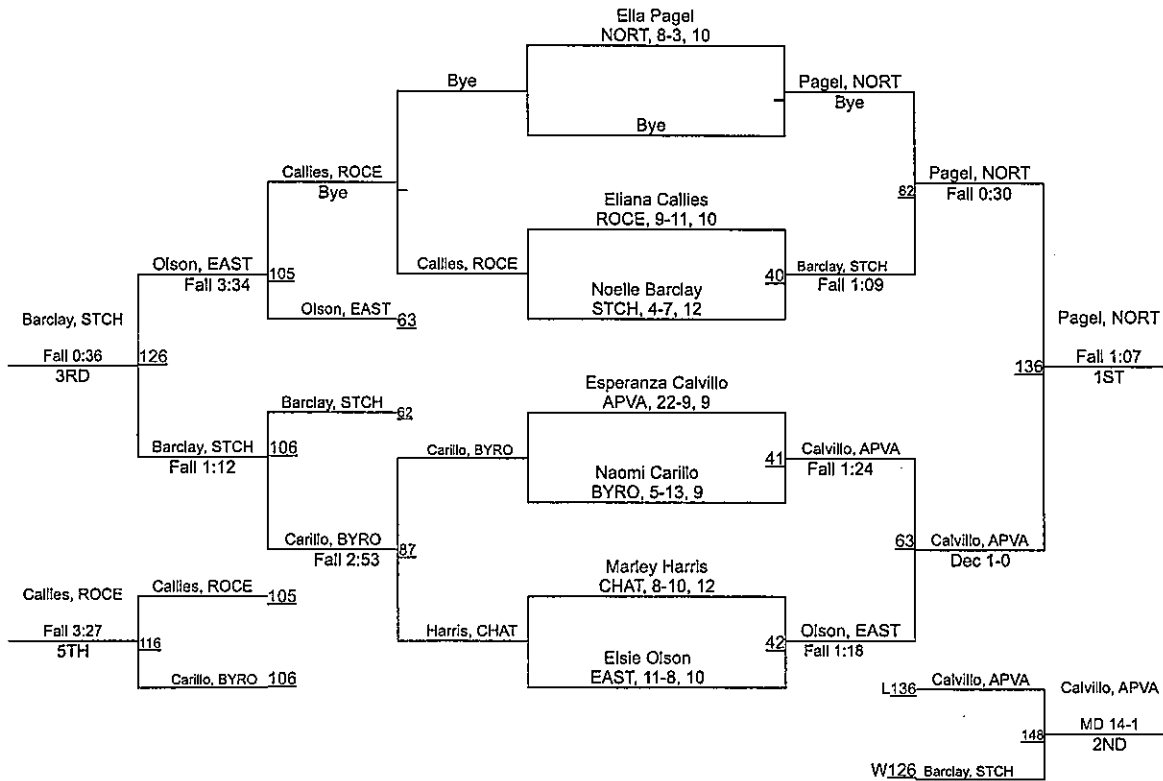 Ella Pagel
NORT, 8-3, 10
Bye
Pagel, NORT
Bye
Bye
Callies, ROCE
Bye
Pagel, NORT
82
Fall 0:30
Eliana Callies
ROCE, 9-11, 10
Callies, ROCE
Olson, EAST
105
Fall 3:34
40
Barclay, STCH
Fall 1:09
Noelle Barclay
STCH, 4-7, 12
Olson, EAST
63
Barclay, STCH
Pagel, NORT
Fall 0:36
126
3RD
136
Fall 1:07
1ST
Esperanza Calvillo
APVA, 22-9, 9
Barclay, STCH
62
Barclay, STCH
106
Fall 1:12
Carillo, BYRO
41
Calvillo, APVA
Fall 1:24
Naomi Carillo
BYRO, 5-13, 9
Carillo, BYRO
87
Fall 2:53
63
Calvillo, APVA
Dec 1-0
Marley Harris
CHAT, 8-10, 12
Callies, ROCE
Callies, ROCE
105
Fall 3:27
116
5TH
Harris, CHAT
42
Olson, EAST
Fall 1:18
Elsie Olson
EAST, 11-8, 10
Carillo, BYRO
106
L136
Calvillo, APVA
Calvillo, APVA
148
MD 14-1
2ND
W126
Barclay, STCH